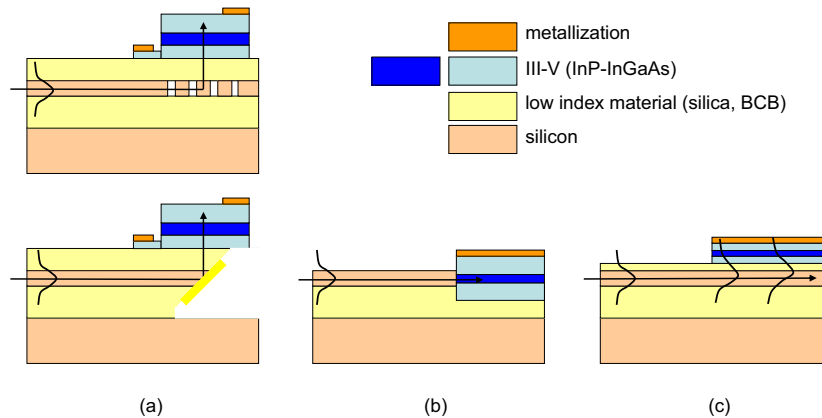 metallization
III-V (InP-InGaAs)
low index material (silica, BCB)
silicon
(a)
(b)
(c)